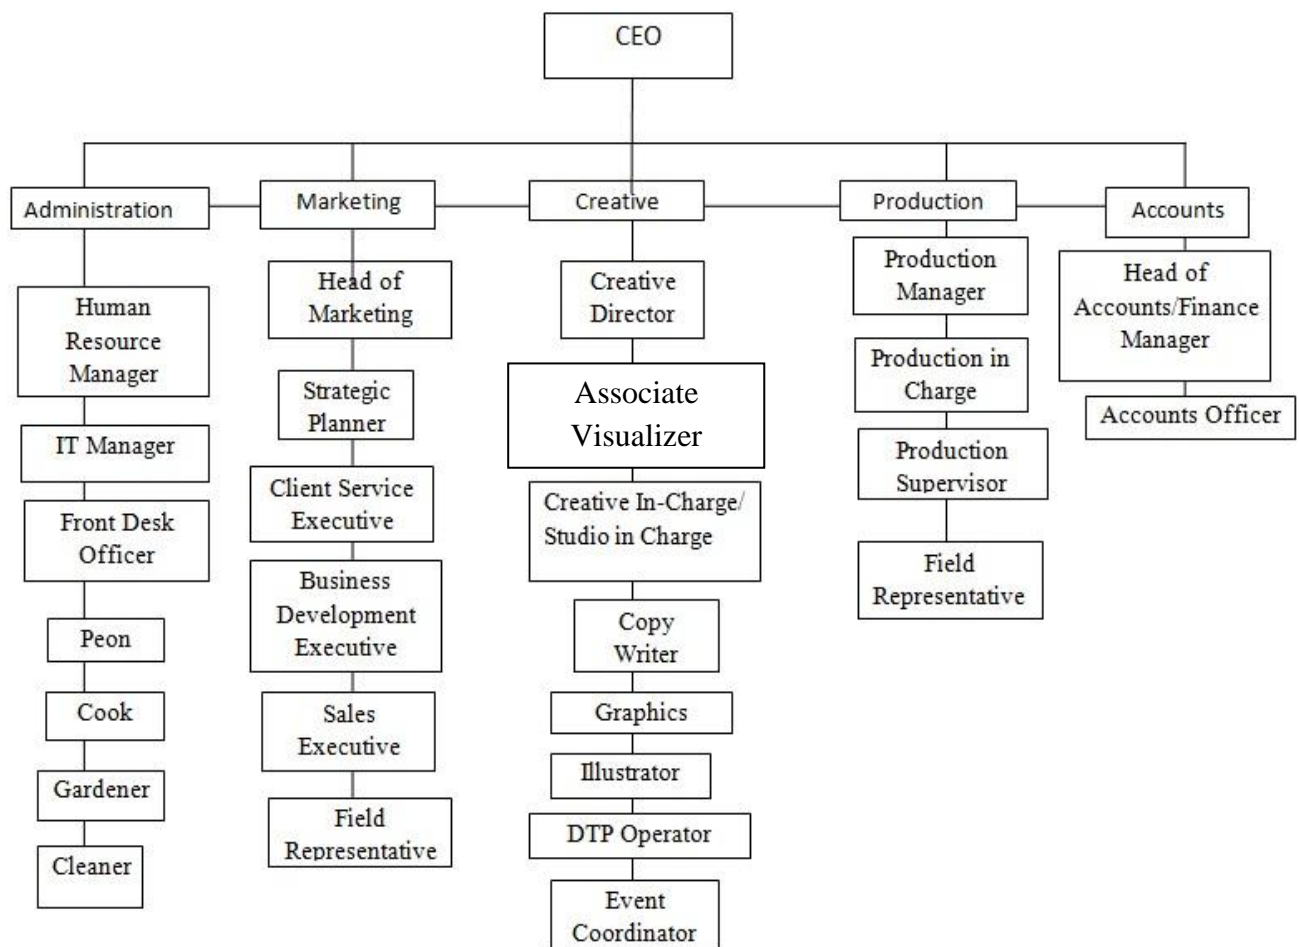 CEO
Administration
Marketing
Creative
Production
Accounts
Human
Resource
Manager
IT Manager
Front Desk
Officer
Peon
Cook
Gardener
Cleaner
Head of
Marketing
Strategic
Planner
Client Service
Executive
Business
Development
Executive
Sales
Executive
Field
Representative
Creative
Director
Associate
Visualizer
Creative In-Charge/
Studio in Charge
Copy
Writer
Graphics
Illustrator
DTP Operator
Event
Coordinator
Production
Manager
Production in
Charge
Production
Supervisor
Field
Representative
Head of
Accounts/Finance
Manager
Accounts Officer